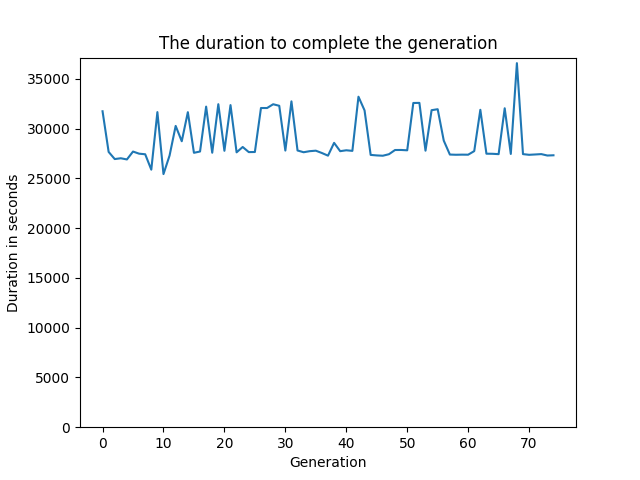 The duration to complete the generation
35000
30000
25000
20000
15000
10000
5000
0
Duration in seconds
0 10 20 30 40 50 60 70
Generation